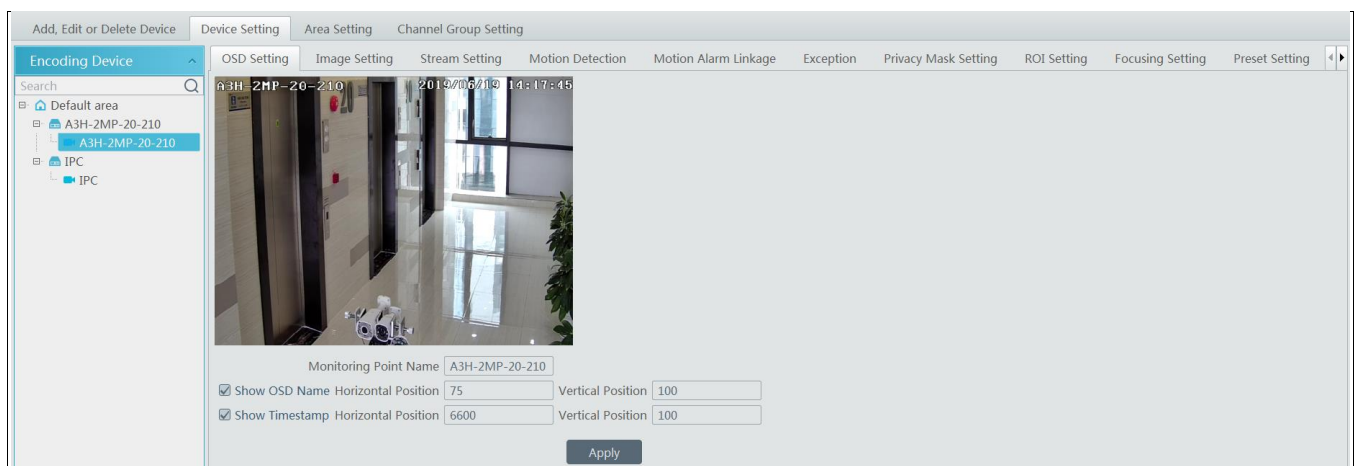 Add, Edit or Delete Device Device Setting Area Setting Channel Group Setting
Encoding Device
OSD Setting Image Setting Stream Setting Motion Detection Motion Alarm Linkage Exception Privacy Mask Setting ROI Setting Focusing Setting Preset Setting
Search
Default area
A3H-2MP-20-210
A3H-2MP-20-210
IPC
IPC
A3H-2MP-20-210 2019/06/19 14:17:45
Monitoring Point Name A3H-2MP-20-210
Show OSD Name Horizontal Position 75 Vertical Position 100
Show Timestamp Horizontal Position 6600 Vertical Position 100
Apply